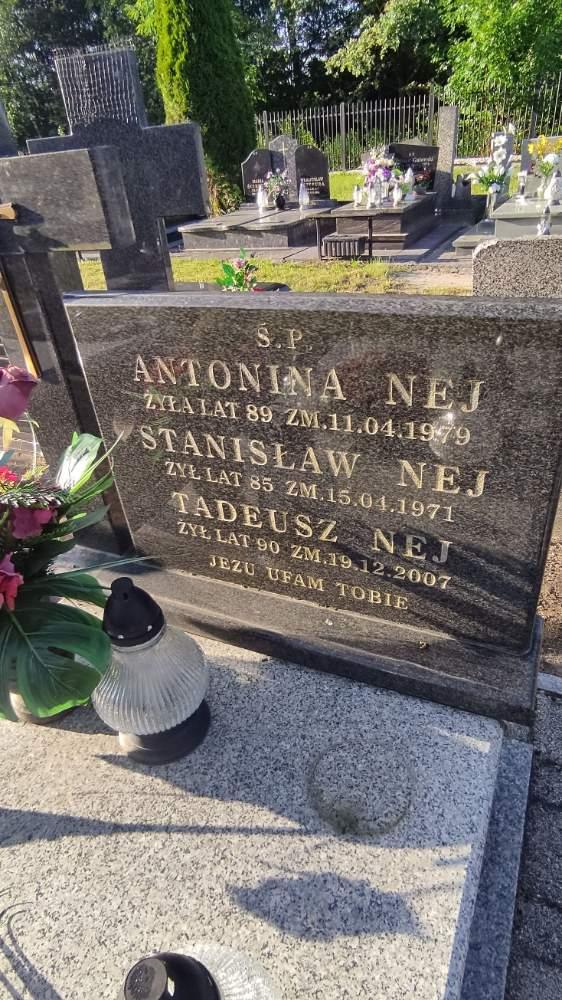 Ś.P.
ANTONINA NEJ
ŻYŁA LAT 89 ZM.11.04.1979
STANISŁAW NEJ
ŻYŁ LAT 85 ZM.15.04.1971
TADEUSZ NEJ
ŻYŁ LAT 90 ZM.19.12.2007
JEZU UFAM TOBIE